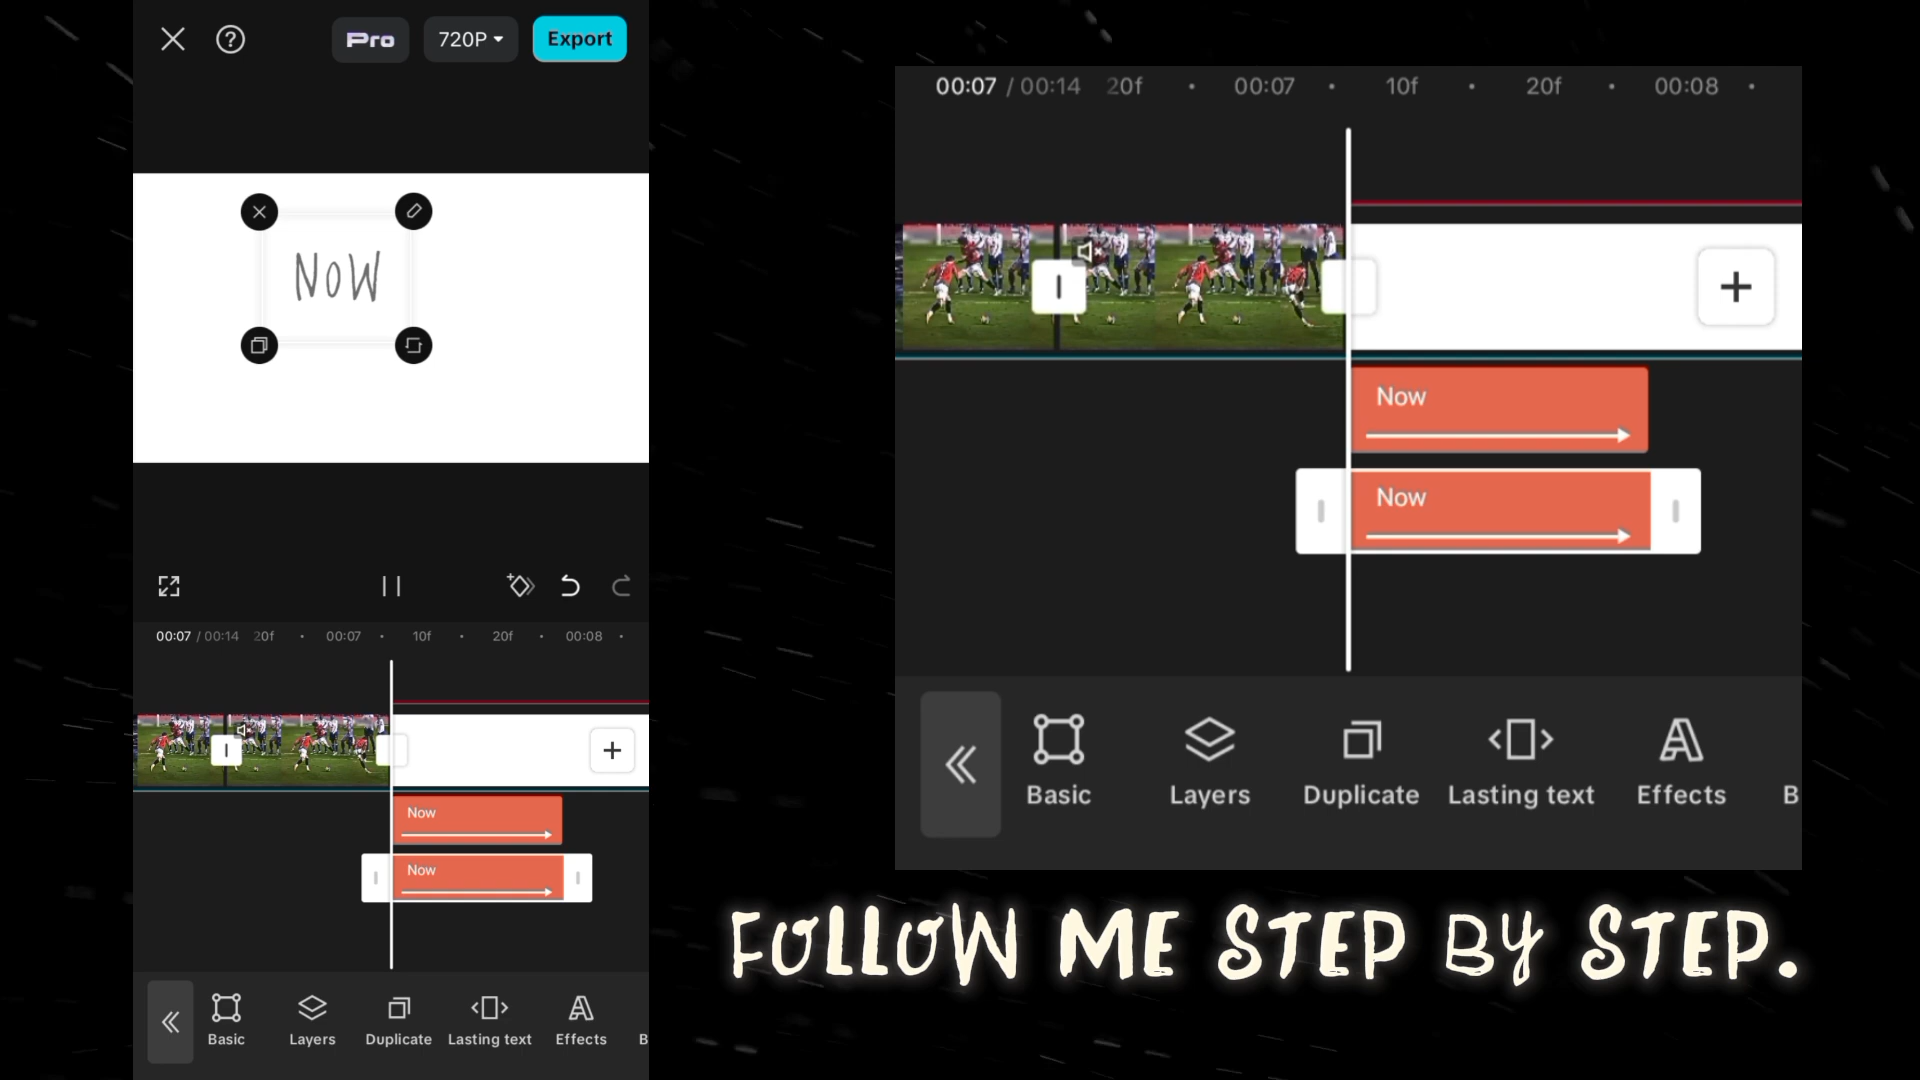 Pro 720P Export
NOW
00:07 / 00:14 20f 00:07 10f 20f 00:08
Now
Now
Basic Layers Duplicate Lasting text Effects B
00:07 / 00:14 20f 00:07 10f 20f 00:08
Now
Now
Basic Layers Duplicate Lasting text Effects B
FOLLOW ME STEP BY STEP.